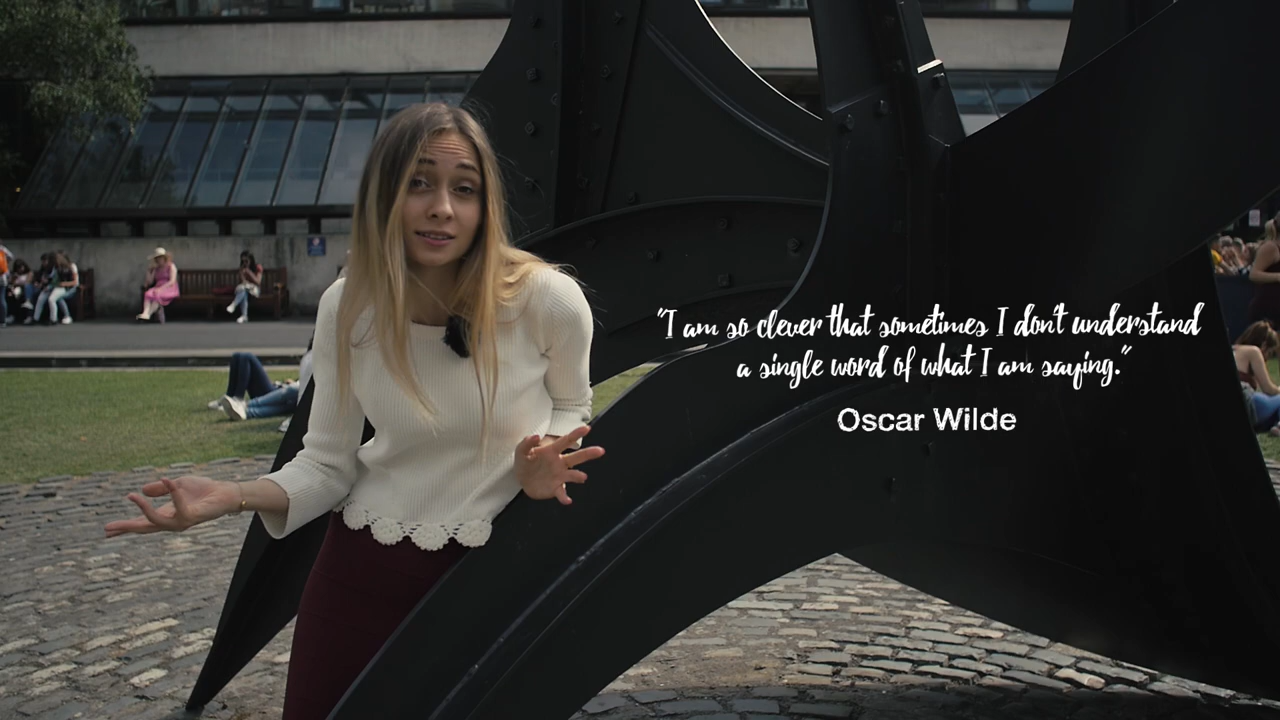 "I am so clever that sometimes I don't understand
a single word of what I am saying."
Oscar Wilde